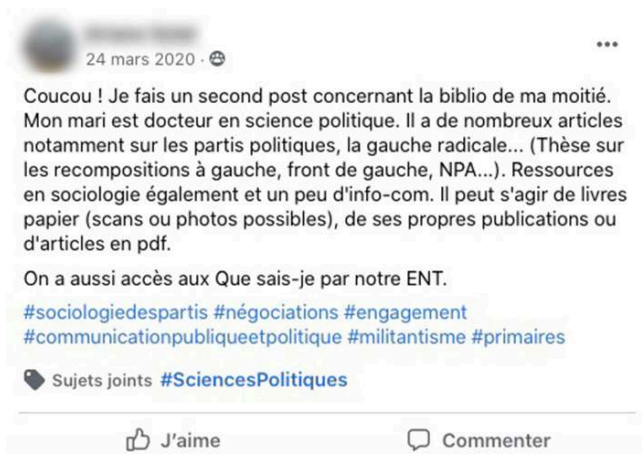 24 mars 2020 ·
Coucou ! Je fais un second post concernant la biblio de ma moitié.
Mon mari est docteur en science politique. Il a de nombreux articles
notamment sur les partis politiques, la gauche radicale... (Thèse sur
les recompositions à gauche, front de gauche, NPA...). Ressources
en sociologie également et un peu d'info-com. Il peut s'agir de livres
papier (scans ou photos possibles), de ses propres publications ou
d'articles en pdf.
On a aussi accès aux Que sais-je par notre ENT.
#sociologiedespartis #négociations #engagement
#communicationpubliqueetpolitique #militantisme #primaires
Sujets joints #SciencesPolitiques
J'aime Commenter